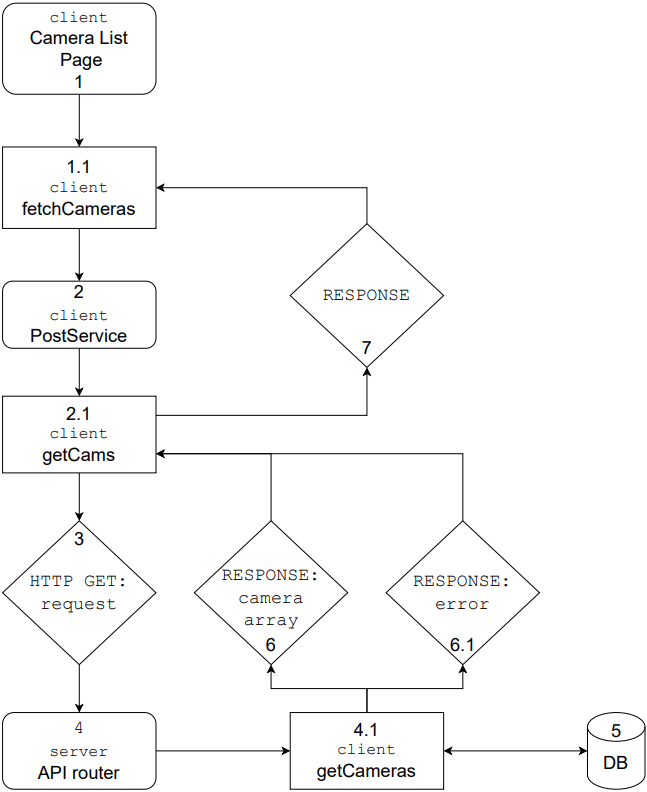 client
Camera List
Page
1
1.1
client
fetchCameras
2
client
PostService
RESPONSE
7
2.1
client
getCams
3
HTTP GET:
request
RESPONSE:
camera
array
6
RESPONSE:
error
6.1
4
server
API router
4.1
client
getCameras
5
DB